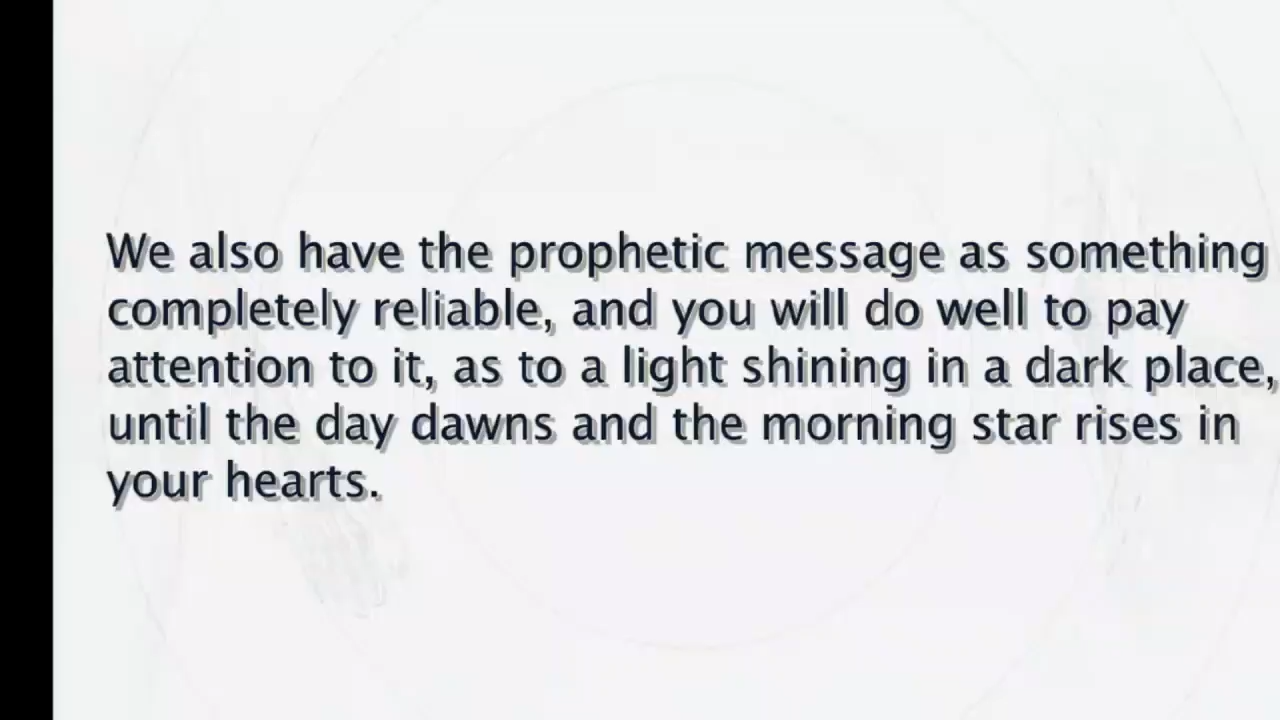 We also have the prophetic message as something
completely reliable, and you will do well to pay
attention to it, as to a light shining in a dark place,
until the day dawns and the morning star rises in
your hearts.